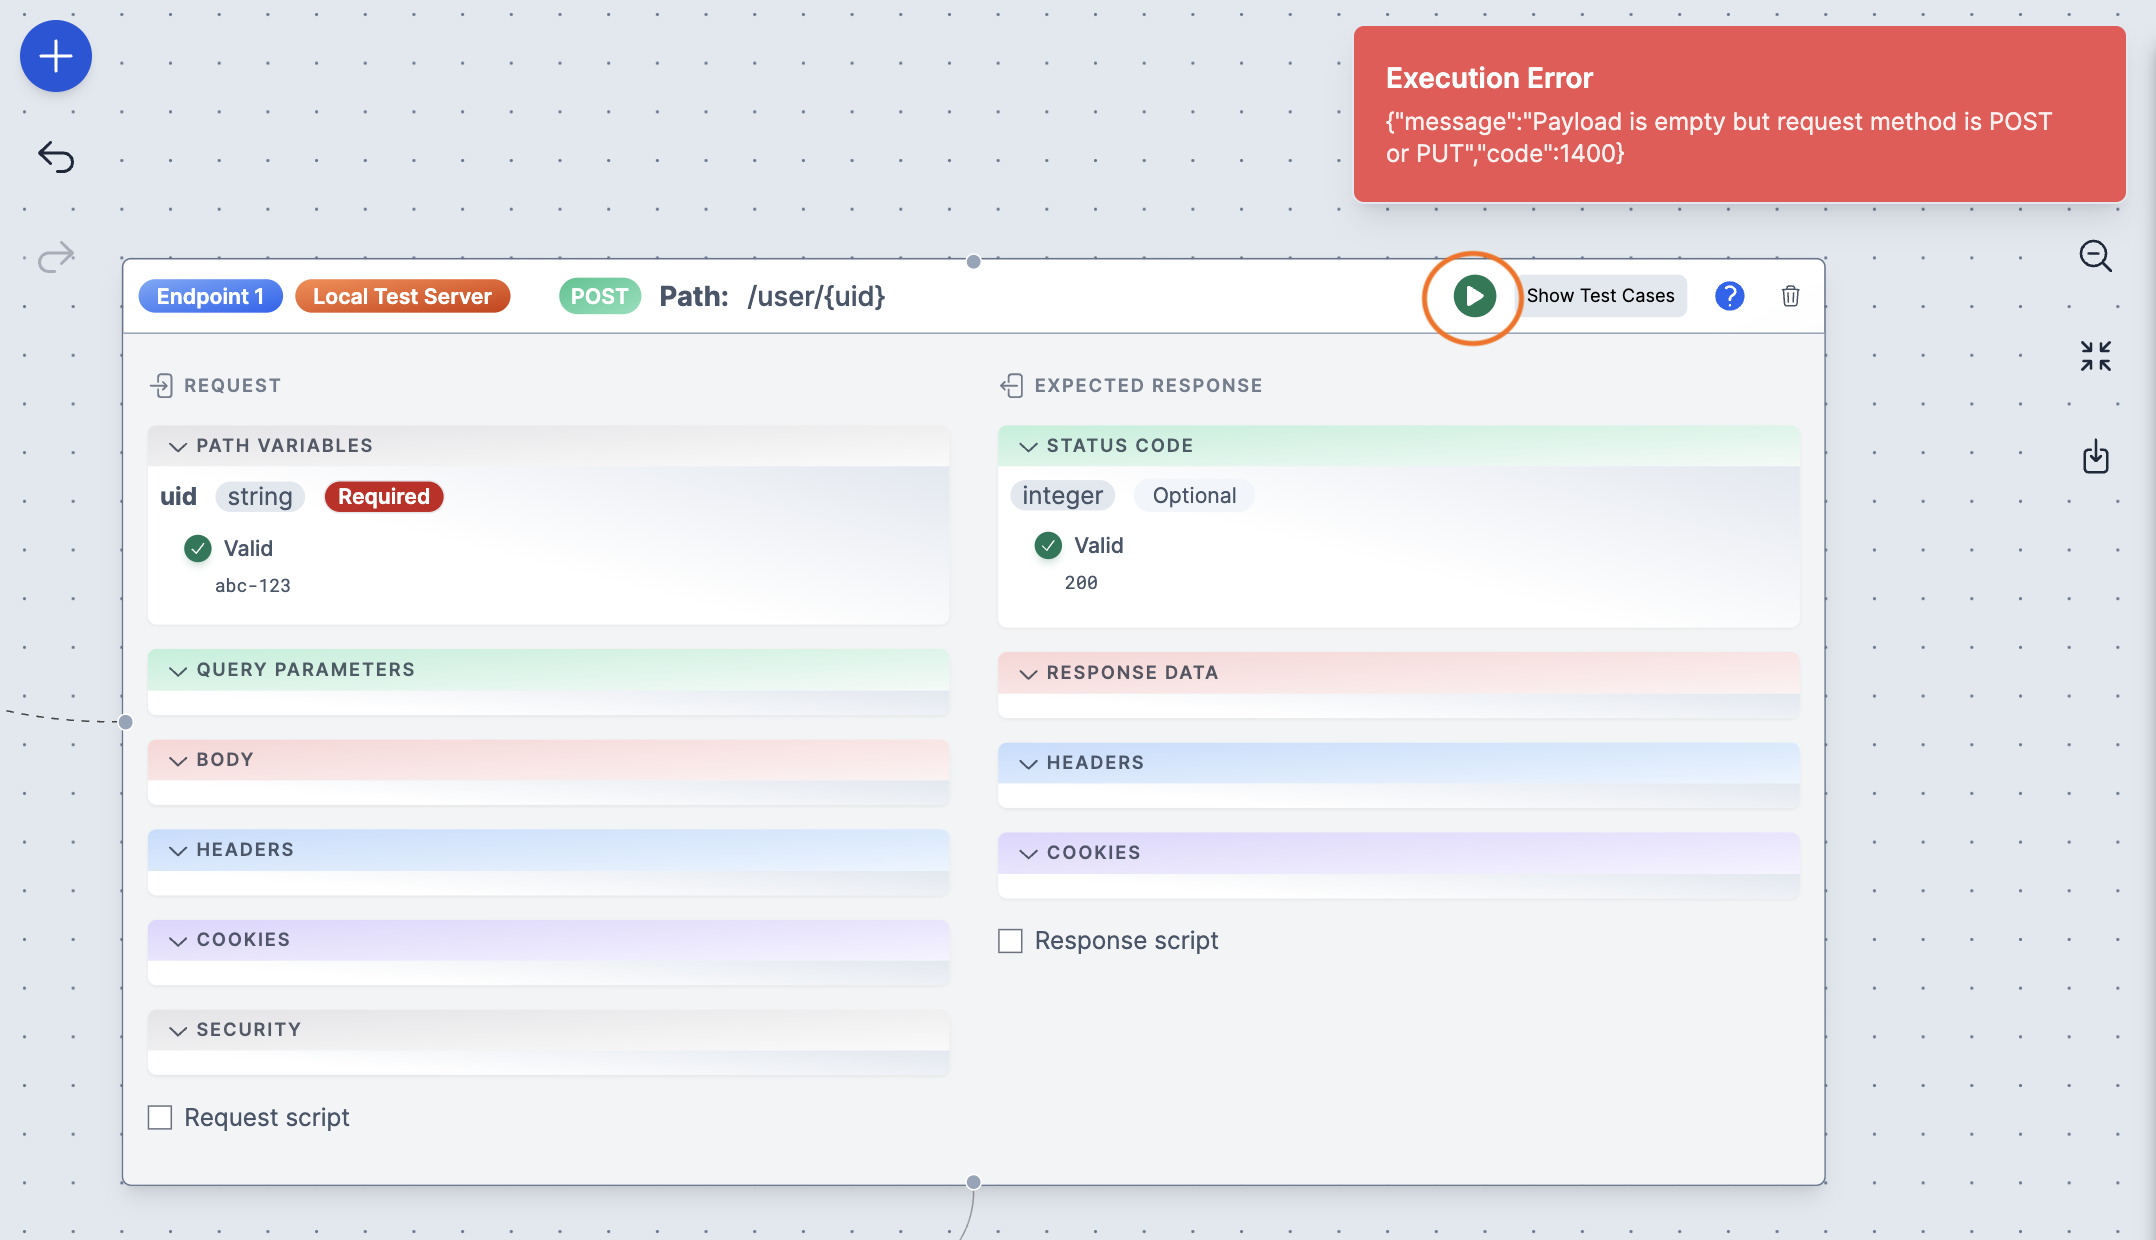 Execution Error
{"message":"Payload is empty but request method is POST
or PUT","code":1400}
Endpoint 1
Local Test Server
POST
Path: /user/{uid}
Show Test Cases
?
REQUEST
PATH VARIABLES
uid string Required
Valid
abc-123
QUERY PARAMETERS
BODY
HEADERS
COOKIES
SECURITY
Request script
EXPECTED RESPONSE
STATUS CODE
integer Optional
Valid
200
RESPONSE DATA
HEADERS
COOKIES
Response script